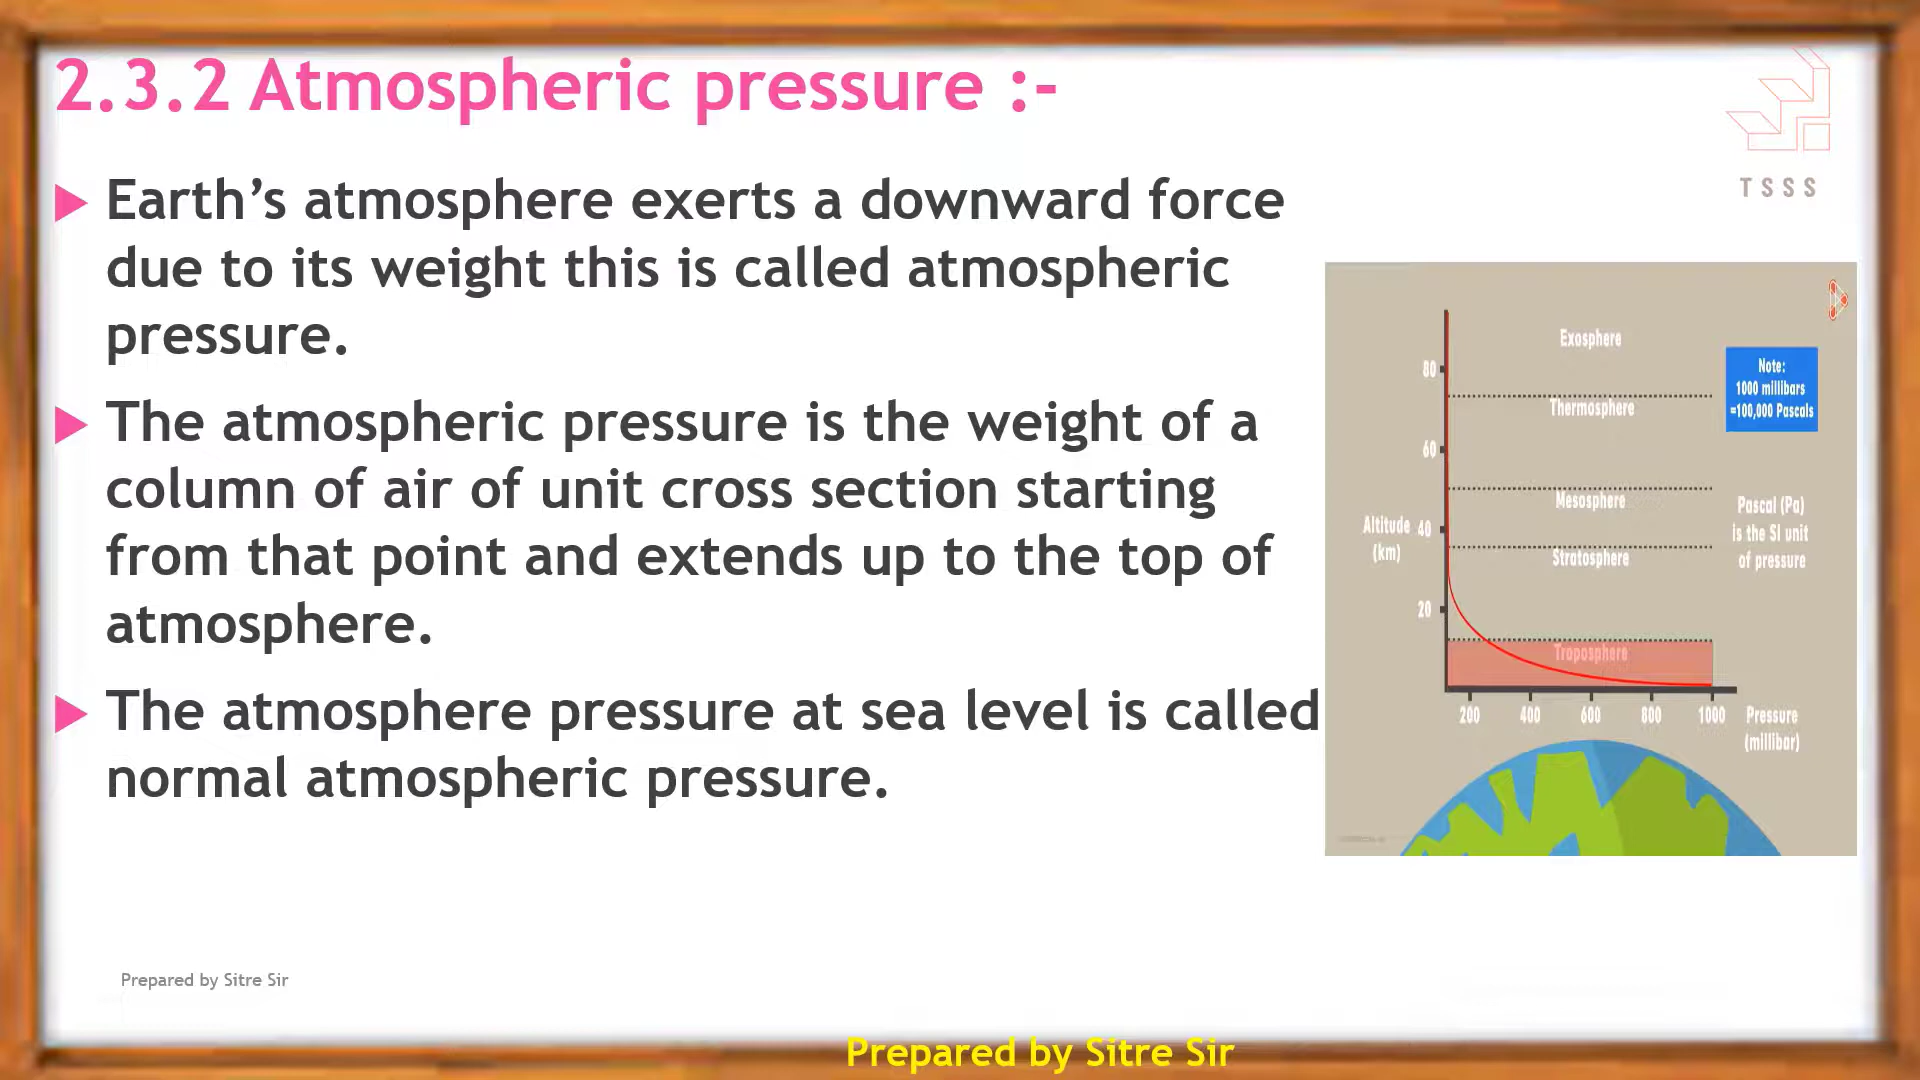 2.3.2 Atmospheric pressure :-
TSSS
Earth’s atmosphere exerts a downward force
due to its weight this is called atmospheric
pressure.
The atmospheric pressure is the weight of a
column of air of unit cross section starting
from that point and extends up to the top of
atmosphere.
The atmosphere pressure at sea level is called
normal atmospheric pressure.
Exosphere
80
Note:
1000 millibars
=100,000 Pascals
Thermosphere
60
Mesosphere
Pascal (Pa)
is the SI unit
of pressure
Altitude
(km)
40
Stratosphere
20
Troposphere
200 400 600 800 1000
Pressure
(millibar)
Prepared by Sitre Sir
Prepared by Sitre Sir